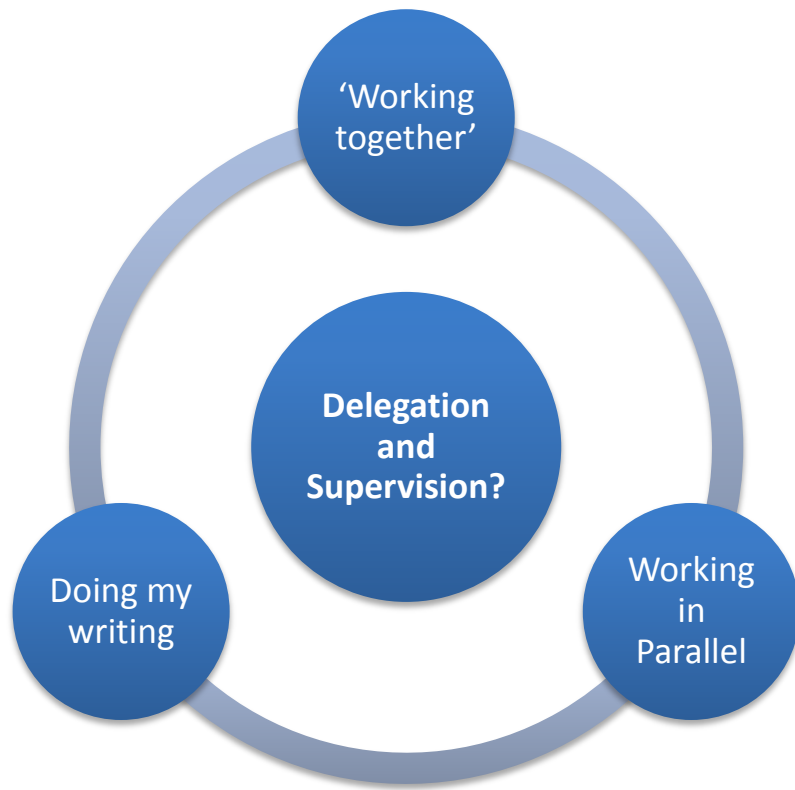 ‘Working
together’
Delegation
and
Supervision?
Doing my
writing
Working
in
Parallel